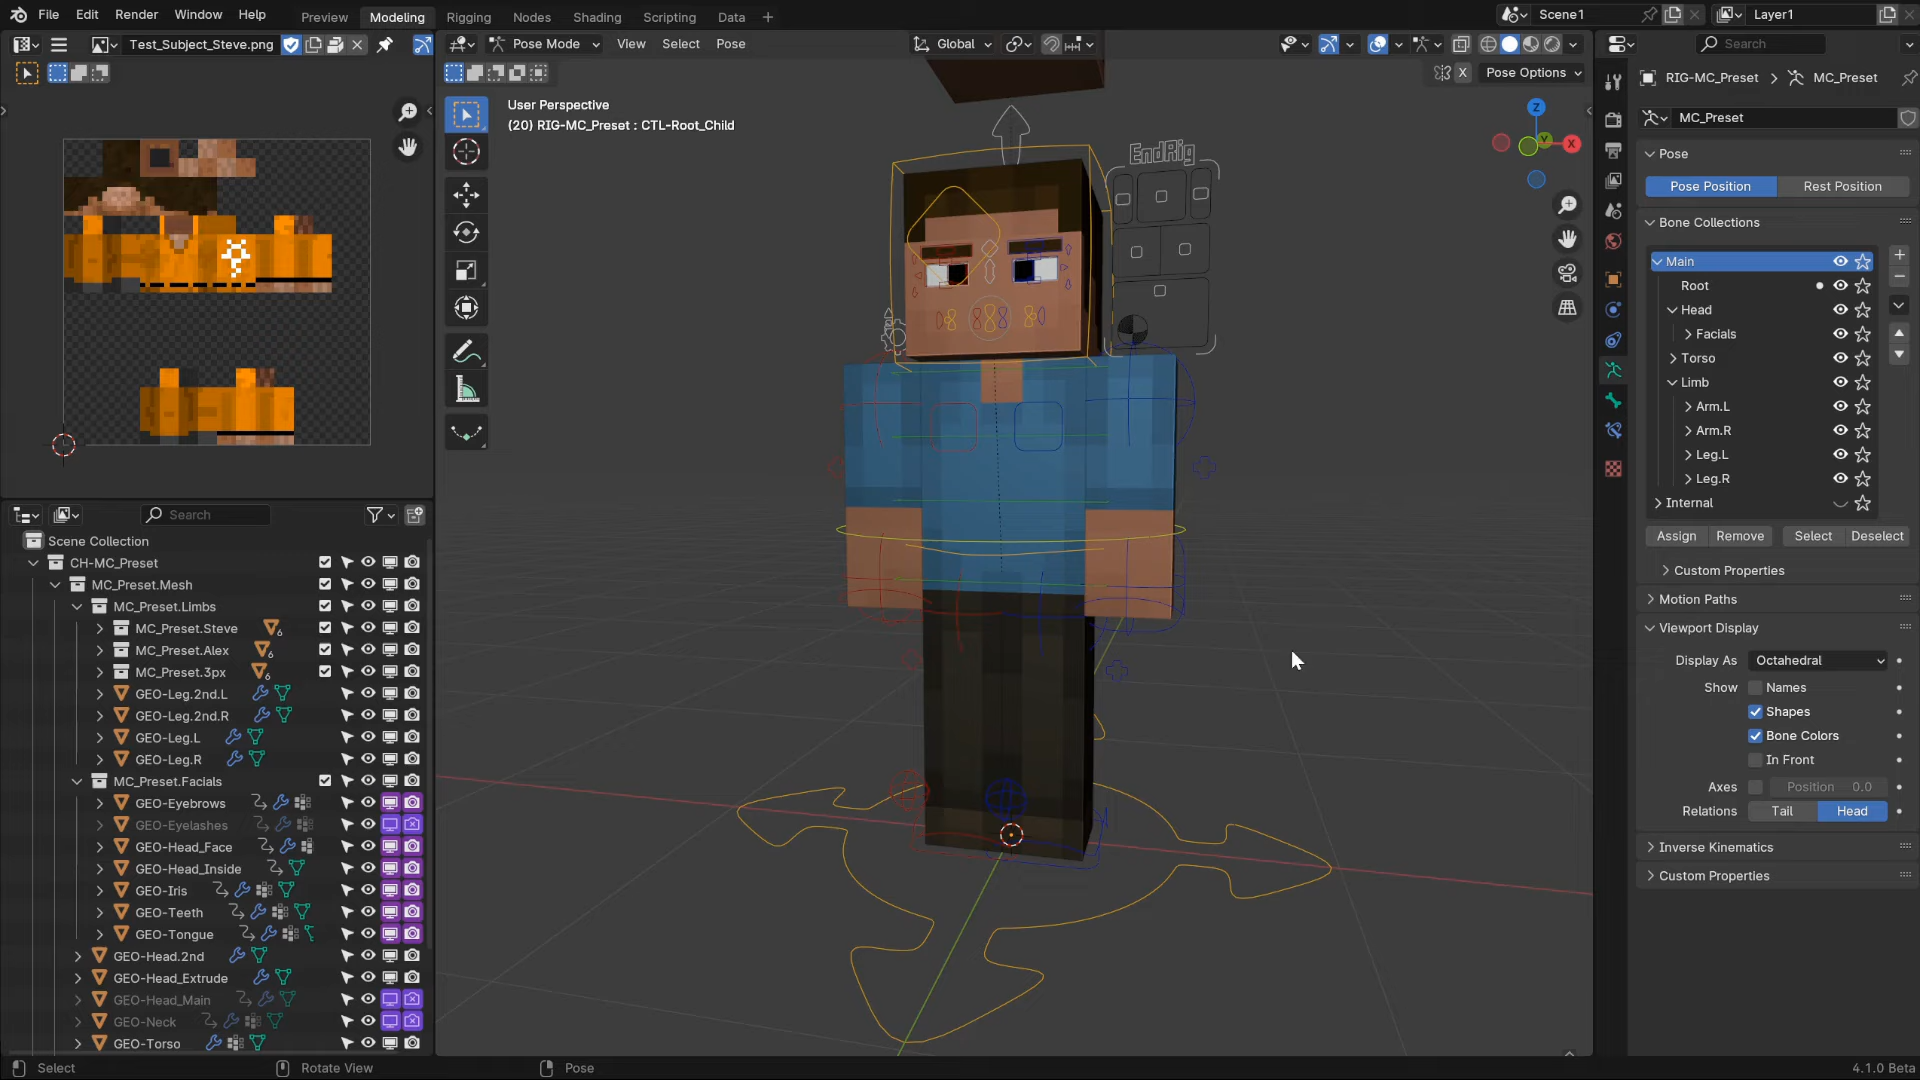 File Edit Render Window Help Preview Modeling Rigging Nodes Shading Scripting Data + Scene1 Layer1
Test_Subject_Steve.png
Pose Mode View Select Pose Global
Search
X Pose Options
RIG-MC_Preset > MC_Preset
User Perspective
(20) RIG-MC_Preset : CTL-Root_Child
Z
Y
X
EndRig
MC_Preset
Pose
Pose Position Rest Position
Bone Collections
Main
Root
Head
Facials
Torso
Limb
Arm.L
Arm.R
Leg.L
Leg.R
Internal
Assign Remove Select Deselect
Custom Properties
Motion Paths
Viewport Display
Display As Octahedral
Show Names
Shapes
Bone Colors
In Front
Axes Position 0.0
Relations Tail Head
Inverse Kinematics
Custom Properties
Search
Scene Collection
CH-MC_Preset
MC_Preset.Mesh
MC_Preset.Limbs
MC_Preset.Steve 6
MC_Preset.Alex 6
MC_Preset.3px 6
GEO-Leg.2nd.L
GEO-Leg.2nd.R
GEO-Leg.L
GEO-Leg.R
MC_Preset.Facials
GEO-Eyebrows
GEO-Eyelashes
GEO-Head_Face
GEO-Head_Inside
GEO-Iris
GEO-Teeth
GEO-Tongue
GEO-Head.2nd
GEO-Head_Extrude
GEO-Head_Main
GEO-Neck
GEO-Torso
Select Rotate View Pose 4.1.0 Beta